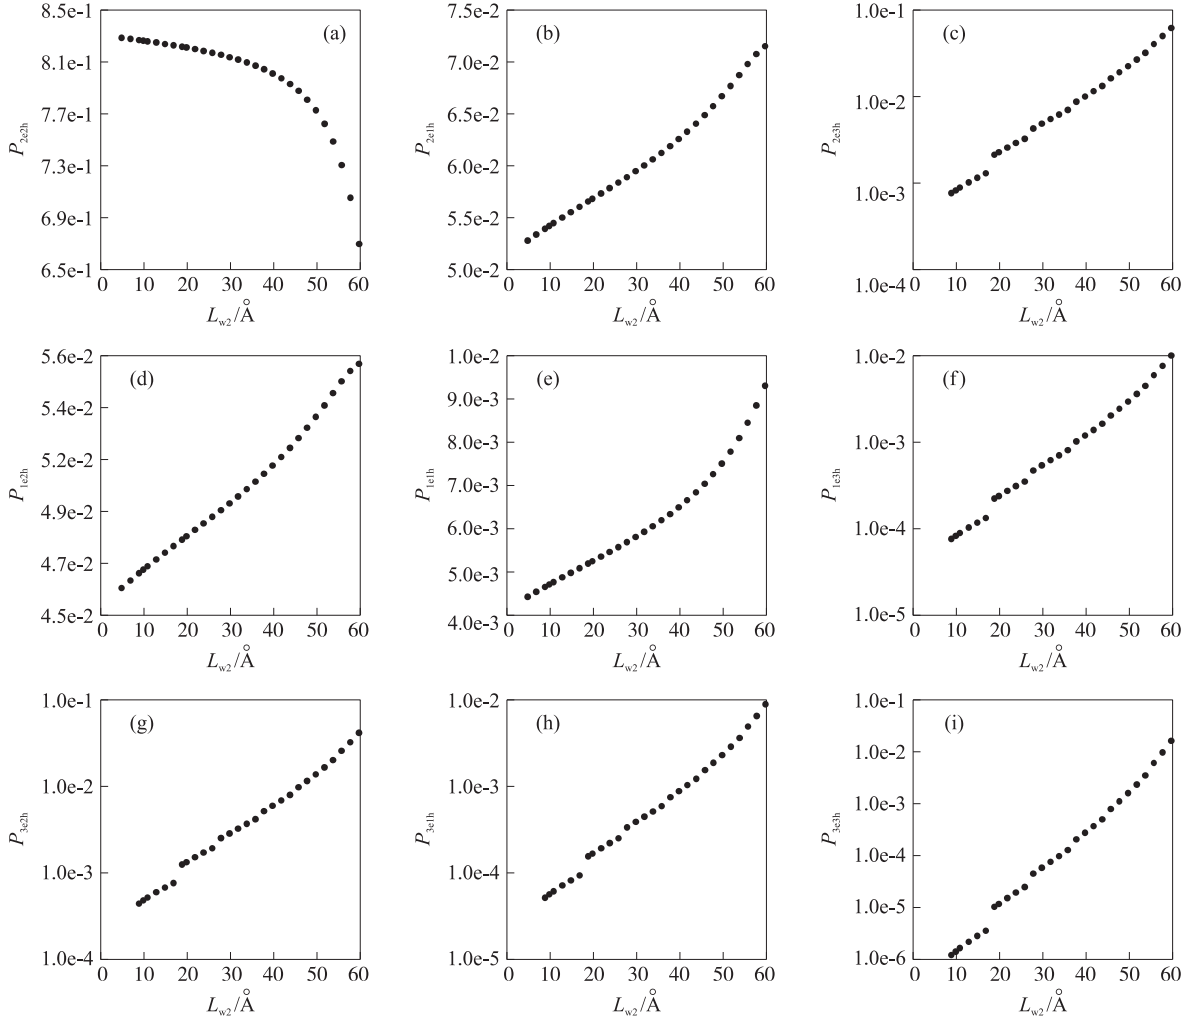 8.5e-1
8.1e-1
7.7e-1
7.3e-1
6.9e-1
6.5e-1
P2e2h
(a)
0 10 20 30 40 50 60
Lw2/Å
7.5e-2
7.0e-2
6.5e-2
6.0e-2
5.5e-2
5.0e-2
P2e1h
(b)
0 10 20 30 40 50 60
Lw2/Å
1.0e-1
1.0e-2
1.0e-3
1.0e-4
P2e3h
(c)
0 10 20 30 40 50 60
Lw2/Å
5.6e-2
5.4e-2
5.2e-2
4.9e-2
4.7e-2
4.5e-2
P1e2h
(d)
0 10 20 30 40 50 60
Lw2/Å
1.0e-2
9.0e-3
8.0e-3
7.0e-3
6.0e-3
5.0e-3
4.0e-3
P1e1h
(e)
0 10 20 30 40 50 60
Lw2/Å
1.0e-2
1.0e-3
1.0e-4
1.0e-5
P1e3h
(f)
0 10 20 30 40 50 60
Lw2/Å
1.0e-1
1.0e-2
1.0e-3
1.0e-4
P3e2h
(g)
0 10 20 30 40 50 60
Lw2/Å
1.0e-2
1.0e-3
1.0e-4
1.0e-5
P3e1h
(h)
0 10 20 30 40 50 60
Lw2/Å
1.0e-1
1.0e-2
1.0e-3
1.0e-4
1.0e-5
1.0e-6
P3e3h
(i)
0 10 20 30 40 50 60
Lw2/Å